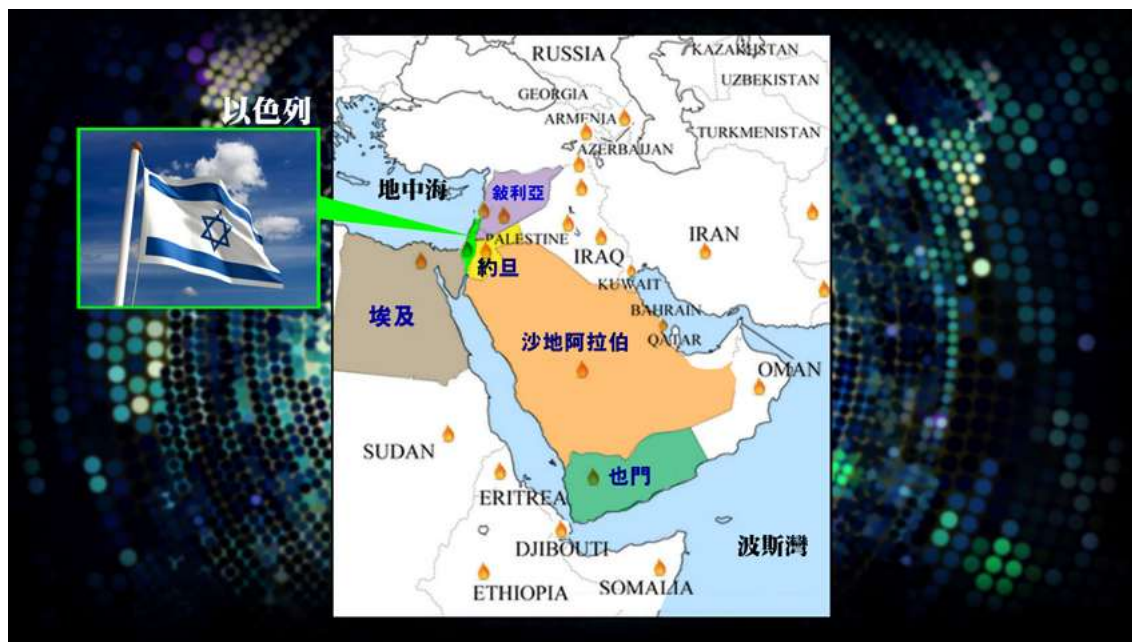 以色列
RUSSIA
KAZAKHSTAN
UZBEKISTAN
GEORGIA
ARMENIA
TURKMENISTAN
AZERBAIJAN
地中海
敍利亞
PALESTINE
IRAQ
IRAN
約旦
KUWAIT
埃及
BAHRAIN
沙地阿拉伯
QATAR
OMAN
SUDAN
也門
ERITREA
DJIBOUTI
波斯灣
ETHIOPIA
SOMALIA